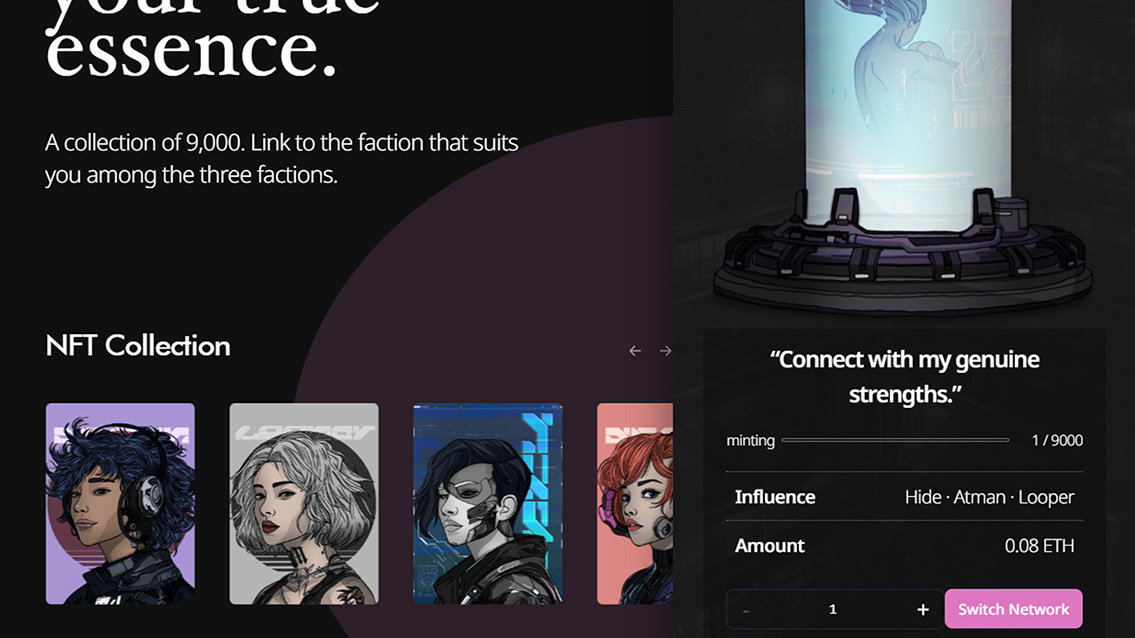 your true
essence.
A collection of 9,000. Link to the faction that suits
you among the three factions.
NFT Collection
← →
“Connect with my genuine
strengths.”
minting 1 / 9000
Influence Hide · Atman · Looper
Amount 0.08 ETH
- 1 + Switch Network